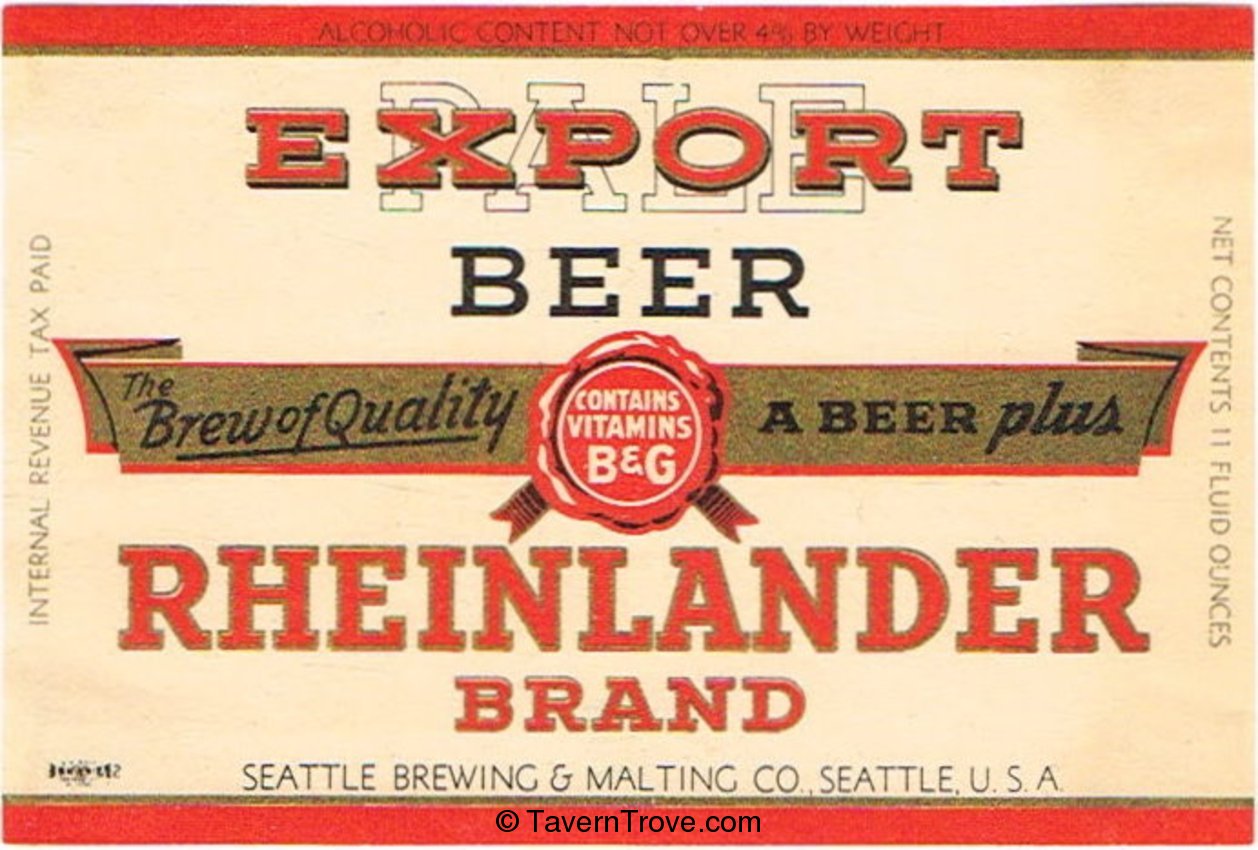 ALCOHOLIC CONTENT NOT OVER 4% BY WEIGHT
PALE
EXPORT
BEER
INTERNAL REVENUE TAX PAID
NET CONTENTS 11 FLUID OUNCES
The
Brew of Quality
CONTAINS
VITAMINS
B&G
A BEER plus
RHEINLANDER
BRAND
SEATTLE BREWING & MALTING CO., SEATTLE, U. S. A.
© TavernTrove.com